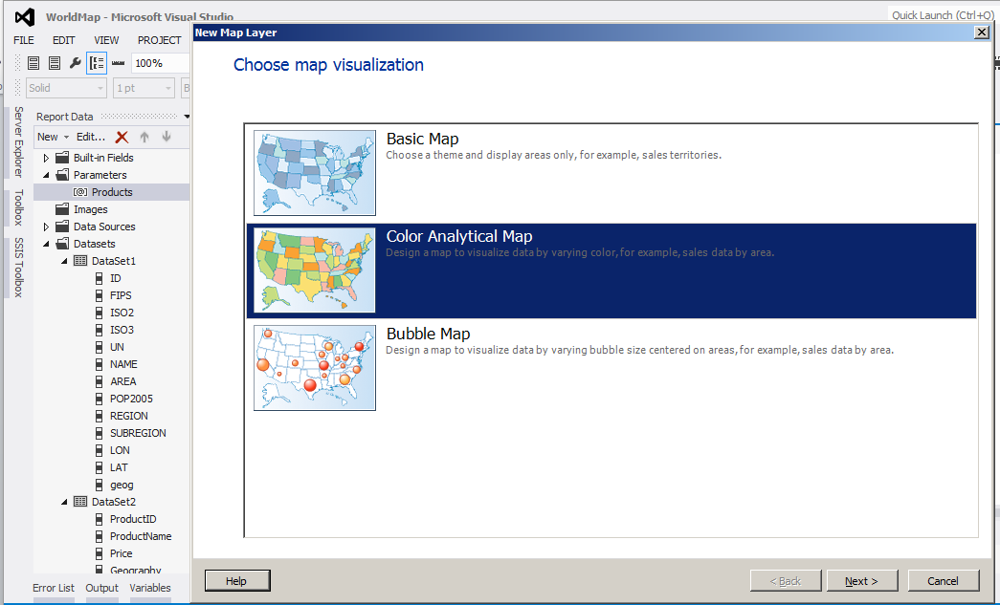 WorldMap - Microsoft Visual Studio
Quick Launch (Ctrl+Q)
FILE EDIT VIEW PROJECT
New Map Layer
100%
Solid
1 pt
Choose map visualization
Server Explorer
Toolbox
SSIS Toolbox
Report Data
New Edit...
Built-in Fields
Parameters
Products
Images
Data Sources
Datasets
DataSet1
ID
FIPS
ISO2
ISO3
UN
NAME
AREA
POP2005
REGION
SUBREGION
LON
LAT
geog
DataSet2
ProductID
ProductName
Price
Geography
Error List Output Variables
Basic Map
Choose a theme and display areas only, for example, sales territories.
Color Analytical Map
Design a map to visualize data by varying color, for example, sales data by area.
Bubble Map
Design a map to visualize data by varying bubble size centered on areas, for example, sales data by area.
Help
< Back
Next >
Cancel